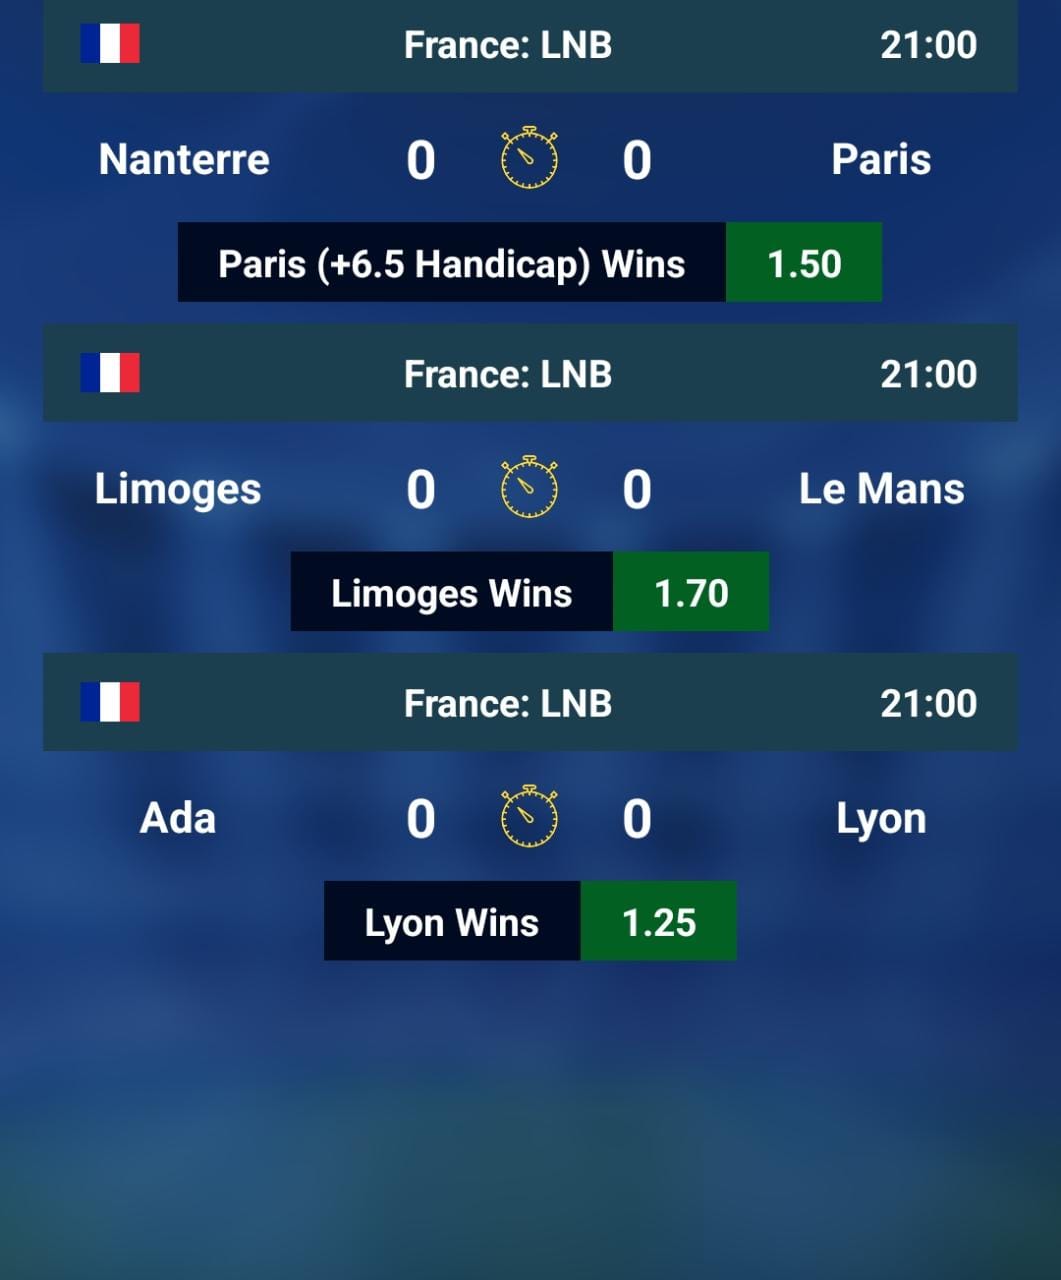 France: LNB 21:00
Nanterre 0 0 Paris
Paris (+6.5 Handicap) Wins 1.50
France: LNB 21:00
Limoges 0 0 Le Mans
Limoges Wins 1.70
France: LNB 21:00
Ada 0 0 Lyon
Lyon Wins 1.25